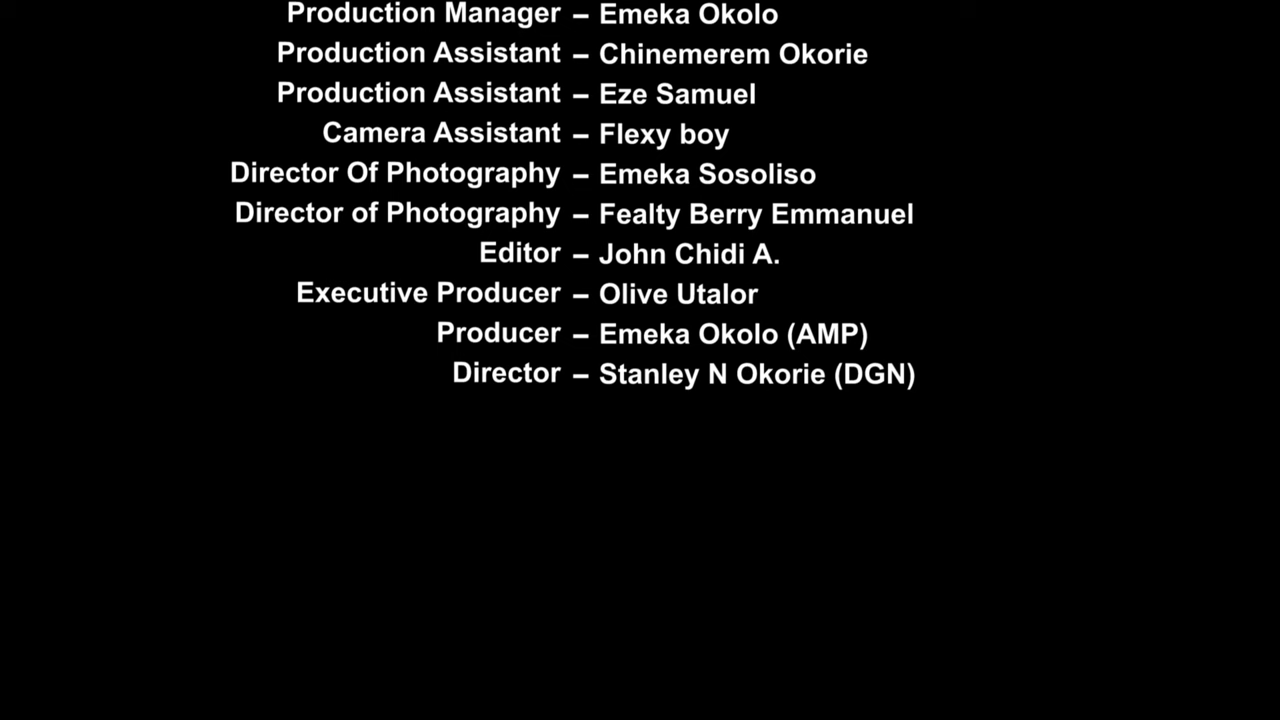 Production Manager – Emeka Okolo
Production Assistant – Chinemerem Okorie
Production Assistant – Eze Samuel
Camera Assistant – Flexy boy
Director Of Photography – Emeka Sosoliso
Director of Photography – Fealty Berry Emmanuel
Editor – John Chidi A.
Executive Producer – Olive Utalor
Producer – Emeka Okolo (AMP)
Director – Stanley N Okorie (DGN)